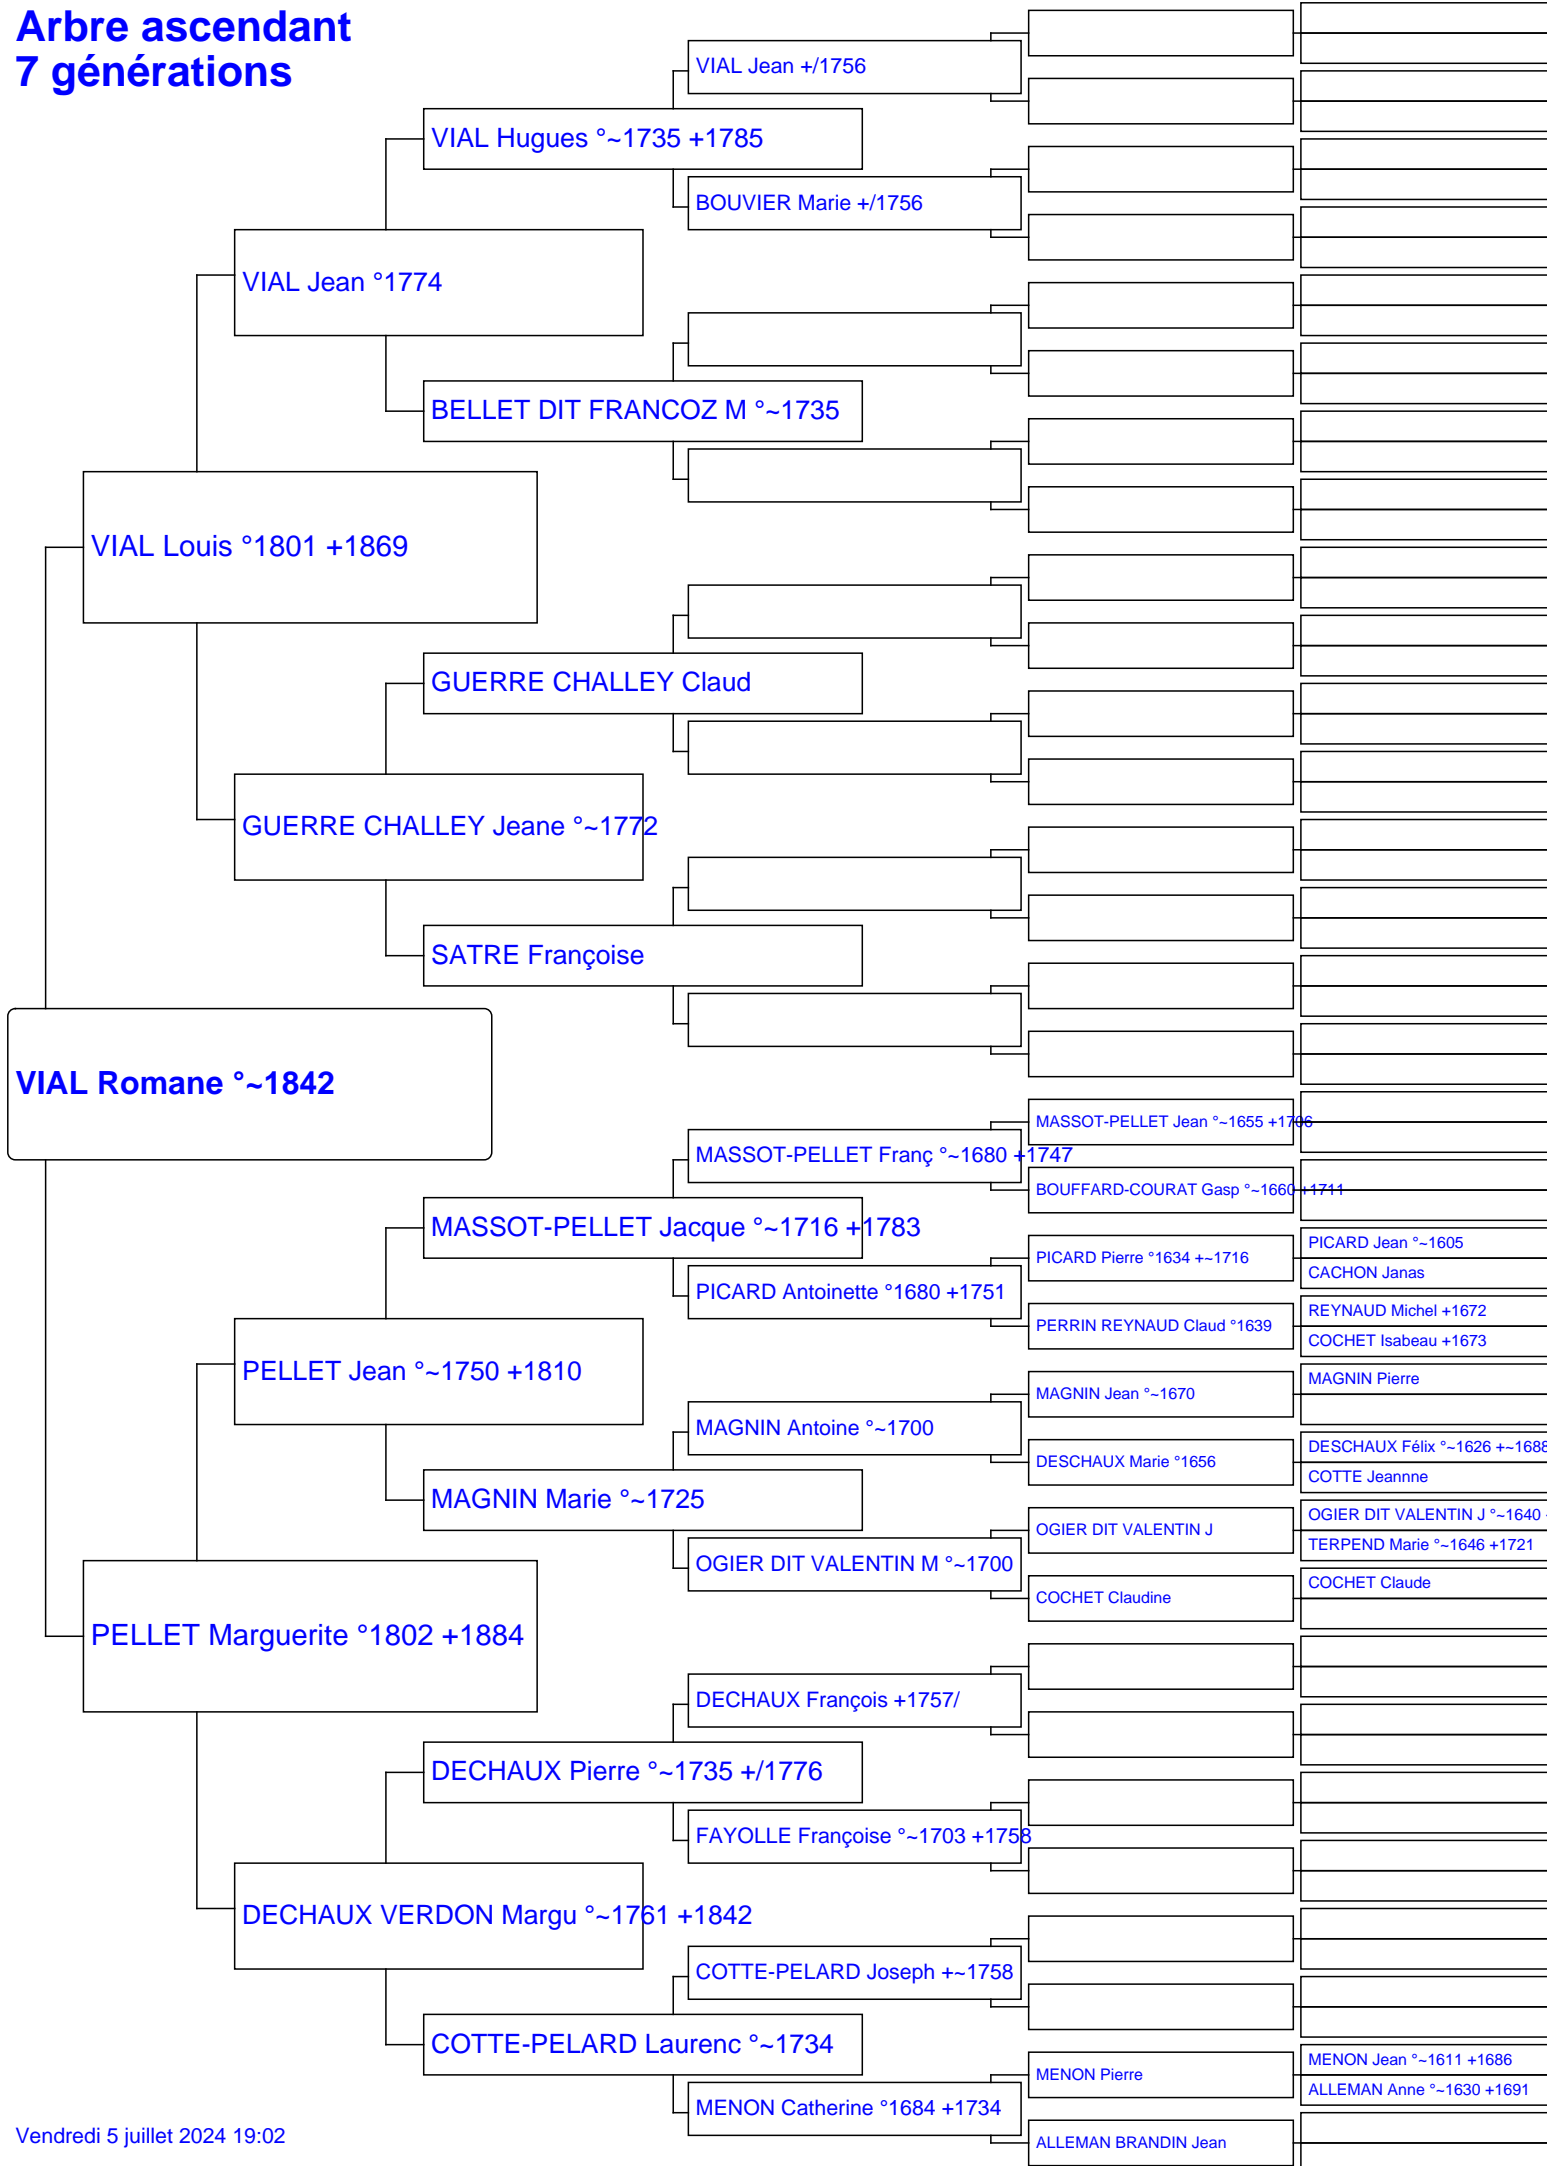 Arbre ascendant
7 générations
VIAL Jean +/1756
VIAL Hugues °~1735 +1785
BOUVIER Marie +/1756
VIAL Jean °1774
BELLET DIT FRANCOZ M °~1735
VIAL Louis °1801 +1869
GUERRE CHALLEY Claud
GUERRE CHALLEY Jeane °~1772
SATRE Françoise
VIAL Romane °~1842
MASSOT-PELLET Jean °~1655 +1706
MASSOT-PELLET Franç °~1680 +1747
BOUFFARD-COURAT Gasp °~1660 +1711
MASSOT-PELLET Jacque °~1716 +1783
PICARD Jean °~1605
PICARD Pierre °1634 +~1716
CACHON Janas
PICARD Antoinette °1680 +1751
REYNAUD Michel +1672
PERRIN REYNAUD Claud °1639
COCHET Isabeau +1673
PELLET Jean °~1750 +1810
MAGNIN Pierre
MAGNIN Jean °~1670
MAGNIN Antoine °~1700
DESCHAUX Félix °~1626 +~1688
DESCHAUX Marie °1656
COTTE Jeannne
MAGNIN Marie °~1725
OGIER DIT VALENTIN J °~1640
OGIER DIT VALENTIN J
TERPEND Marie °~1646 +1721
OGIER DIT VALENTIN M °~1700
COCHET Claude
COCHET Claudine
PELLET Marguerite °1802 +1884
DECHAUX François +1757/
DECHAUX Pierre °~1735 +/1776
FAYOLLE Françoise °~1703 +1758
DECHAUX VERDON Margu °~1761 +1842
COTTE-PELARD Joseph +~1758
COTTE-PELARD Laurenc °~1734
MENON Jean °~1611 +1686
MENON Pierre
ALLEMAN Anne °~1630 +1691
MENON Catherine °1684 +1734
ALLEMAN BRANDIN Jean
Vendredi 5 juillet 2024 19:02